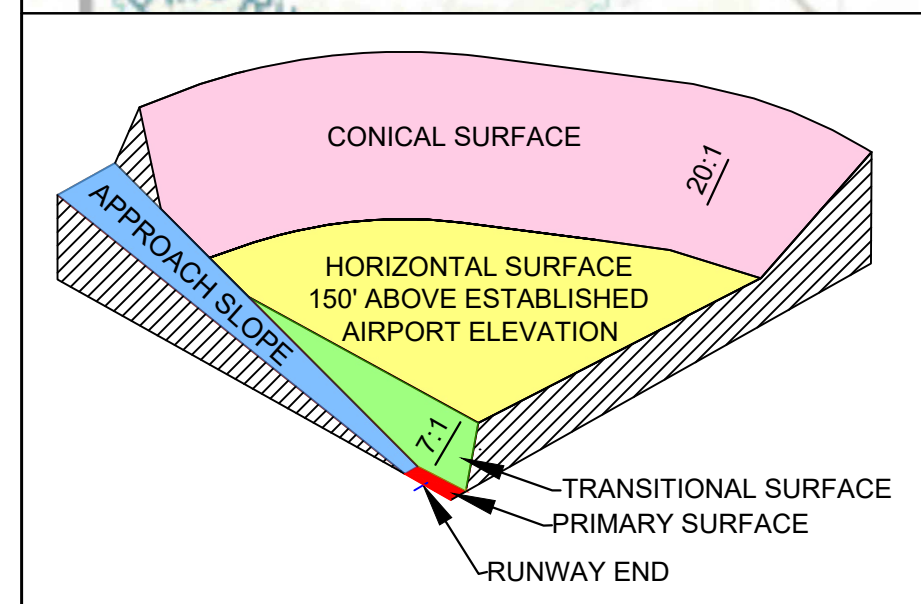 CONICAL SURFACE
20:1
APPROACH SLOPE
HORIZONTAL SURFACE
150' ABOVE ESTABLISHED
AIRPORT ELEVATION
7:1
TRANSITIONAL SURFACE
PRIMARY SURFACE
RUNWAY END